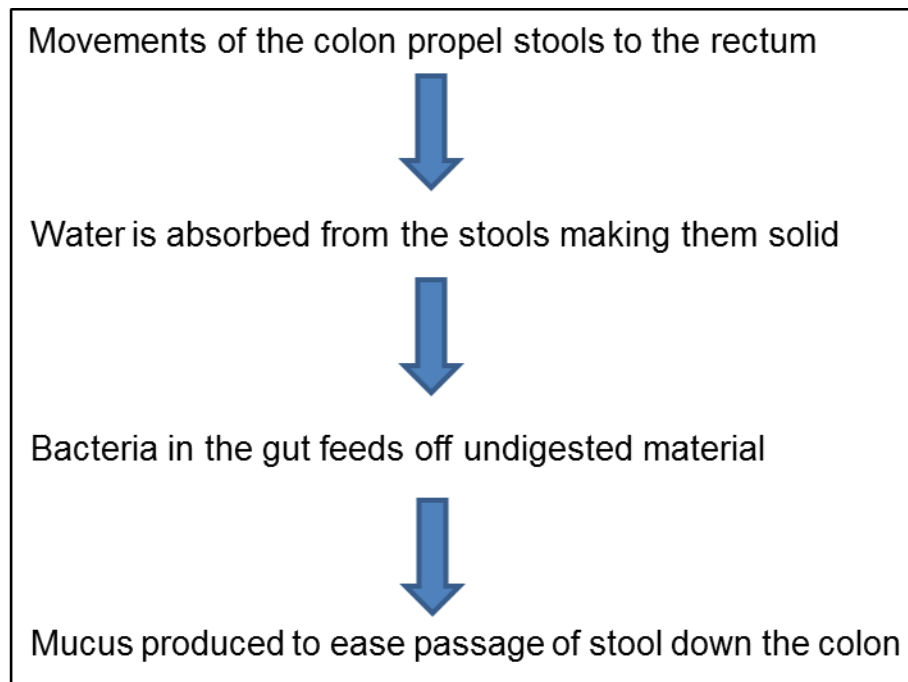 Movements of the colon propel stools to the rectum
Water is absorbed from the stools making them solid
Bacteria in the gut feeds off undigested material
Mucus produced to ease passage of stool down the colon